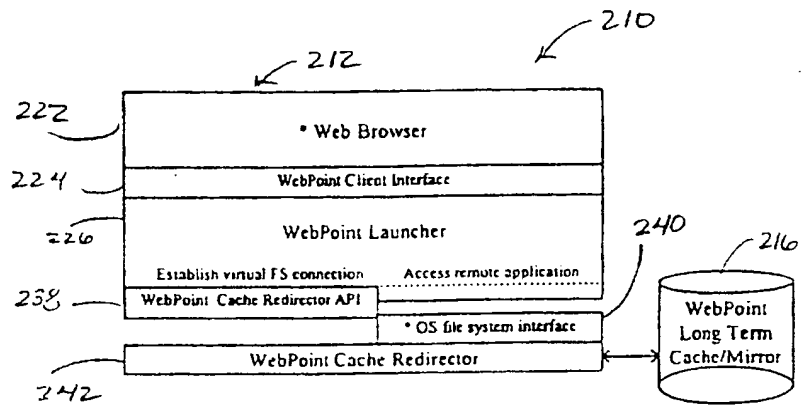 210
212
222
* Web Browser
224
WebPoint Client Interface
226
WebPoint Launcher
240
216
Establish virtual FS connection
Access remote application
238
WebPoint Cache Redirector API
* OS file system interface
WebPoint
Long Term
Cache/Mirror
WebPoint Cache Redirector
342